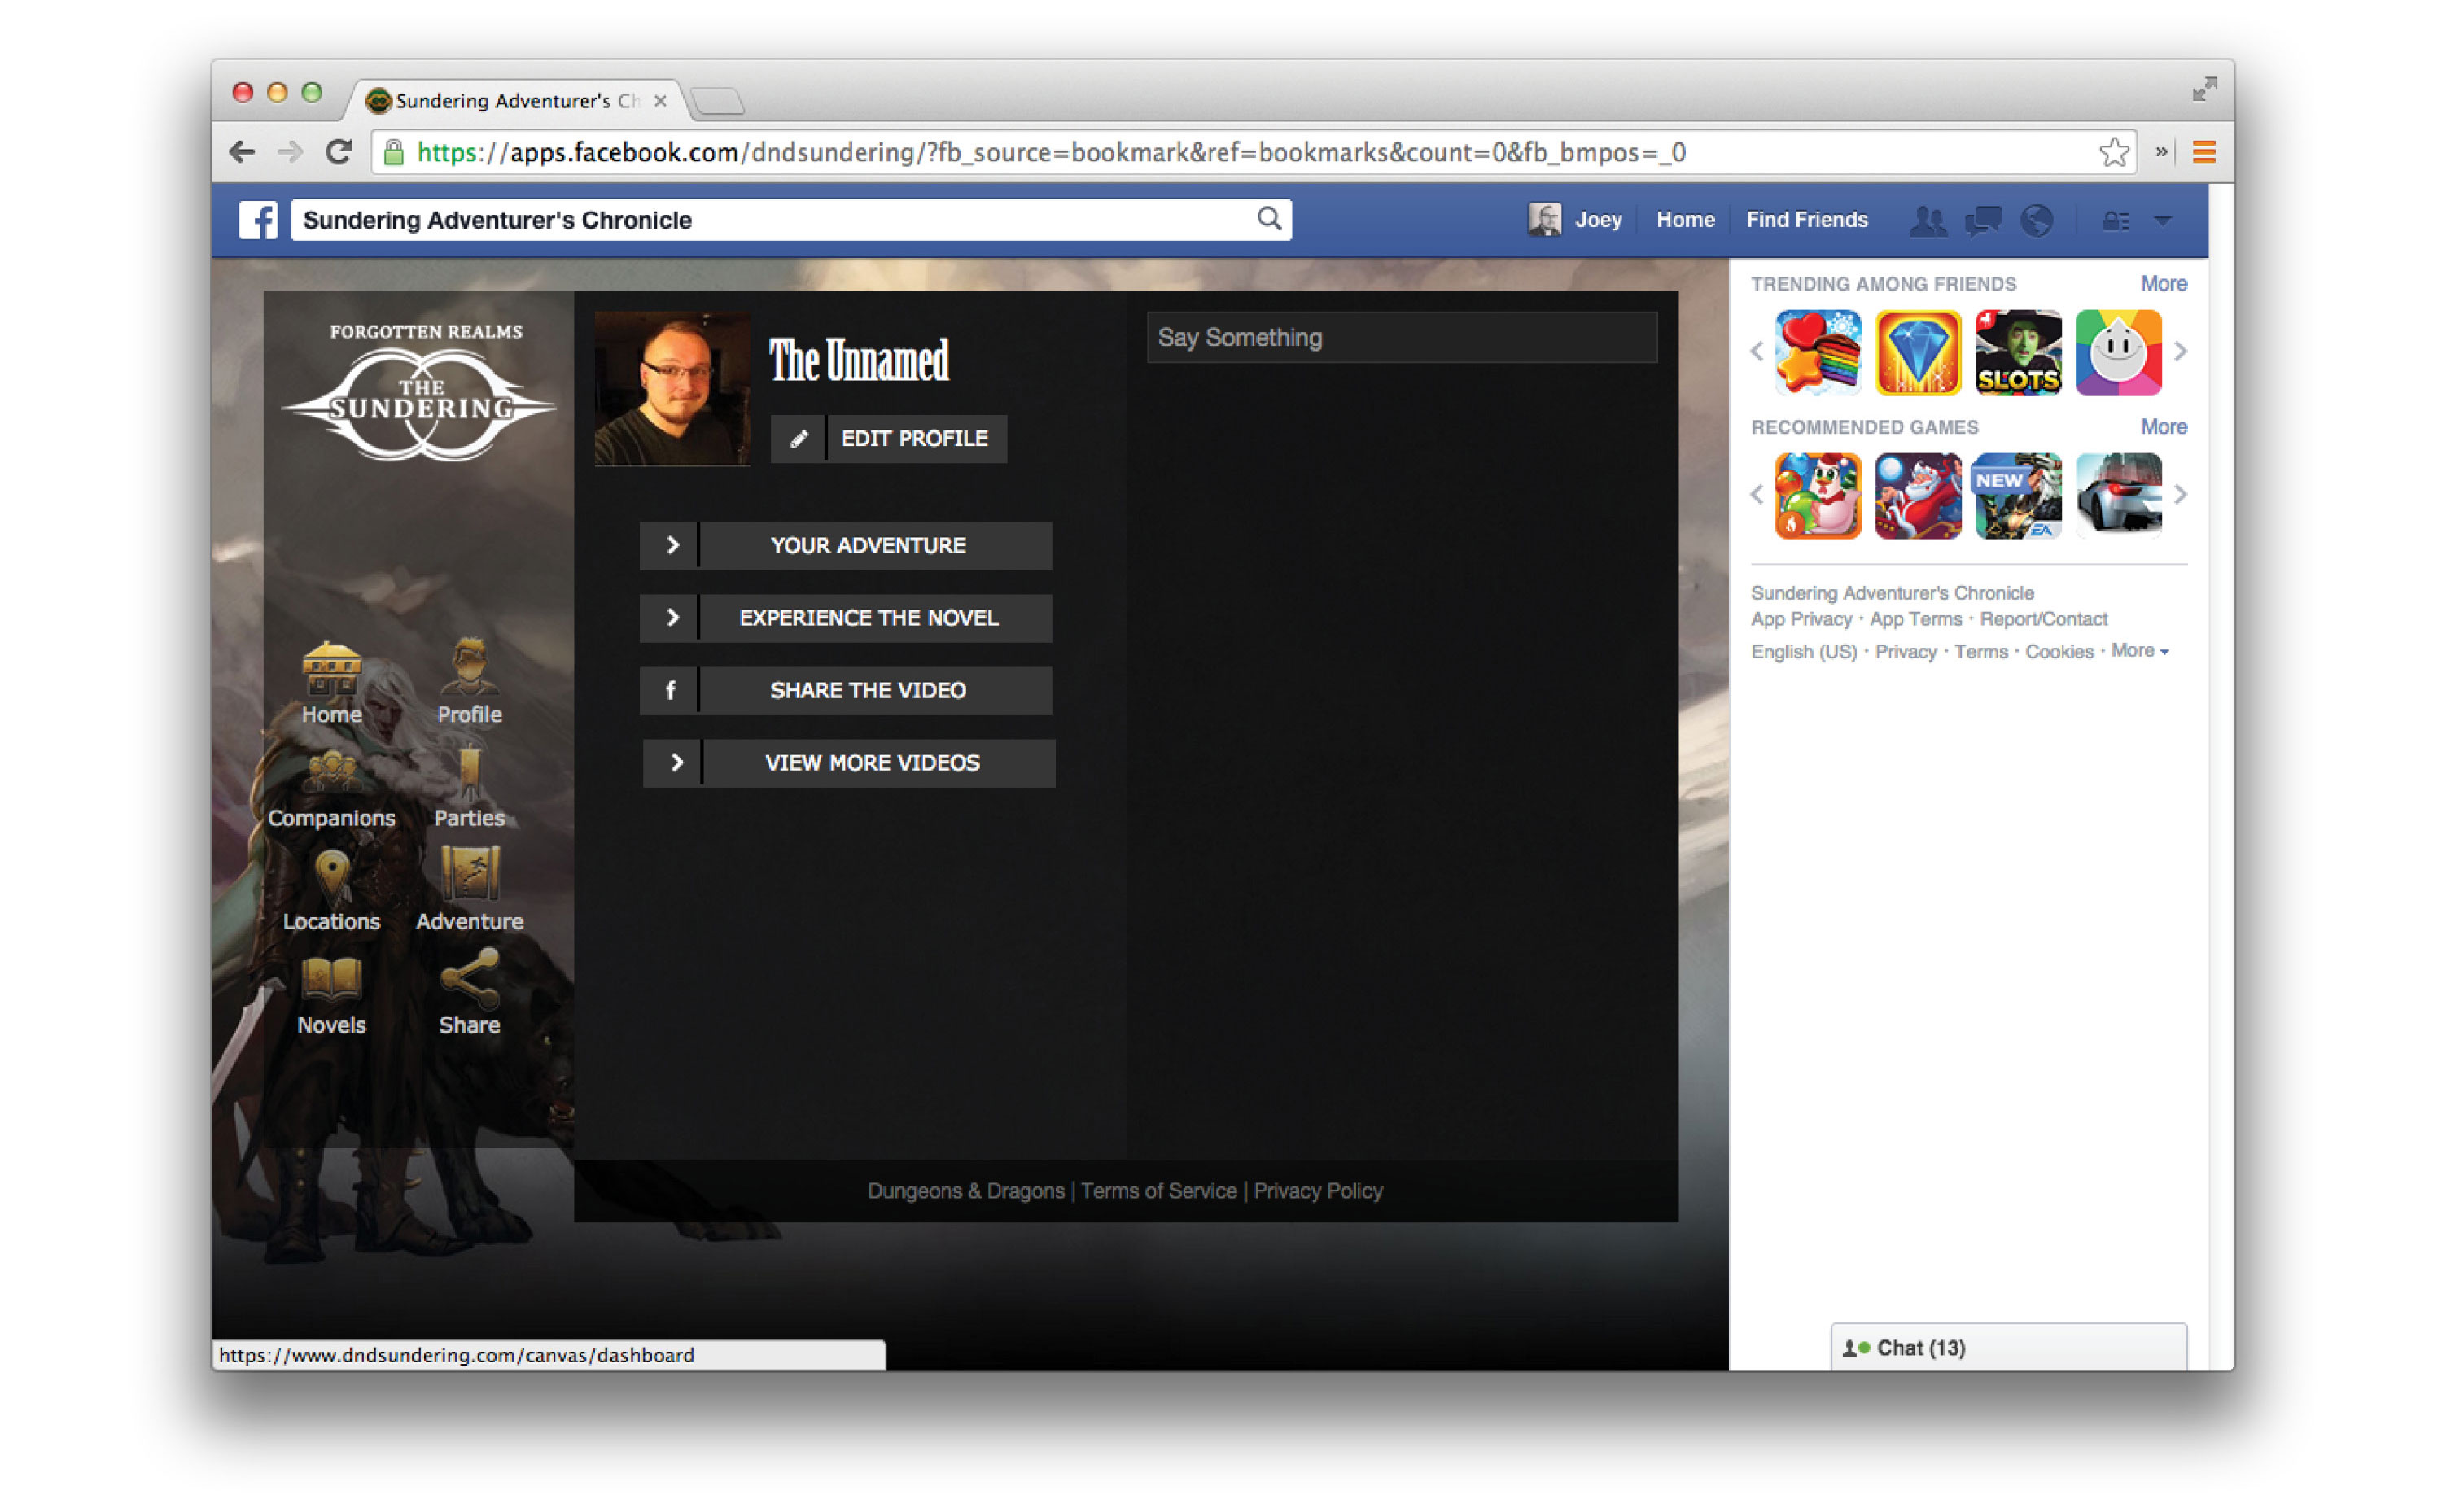 Sundering Adventurer's Ch
https://apps.facebook.com/dndsundering/?fb_source=bookmark&ref=bookmarks&count=0&fb_bmpos=_0
Sundering Adventurer's Chronicle
Joey
Home
Find Friends
FORGOTTEN REALMS
THE
SUNDERING
Home
Profile
Companions
Parties
Locations
Adventure
Novels
Share
The Unnamed
EDIT PROFILE
YOUR ADVENTURE
EXPERIENCE THE NOVEL
SHARE THE VIDEO
VIEW MORE VIDEOS
Say Something
Dungeons & Dragons | Terms of Service | Privacy Policy
TRENDING AMONG FRIENDS
More
SLOTS
RECOMMENDED GAMES
More
NEW
EA
Sundering Adventurer's Chronicle
App Privacy · App Terms · Report/Contact
English (US) · Privacy · Terms · Cookies · More
Chat (13)
https://www.dndsundering.com/canvas/dashboard